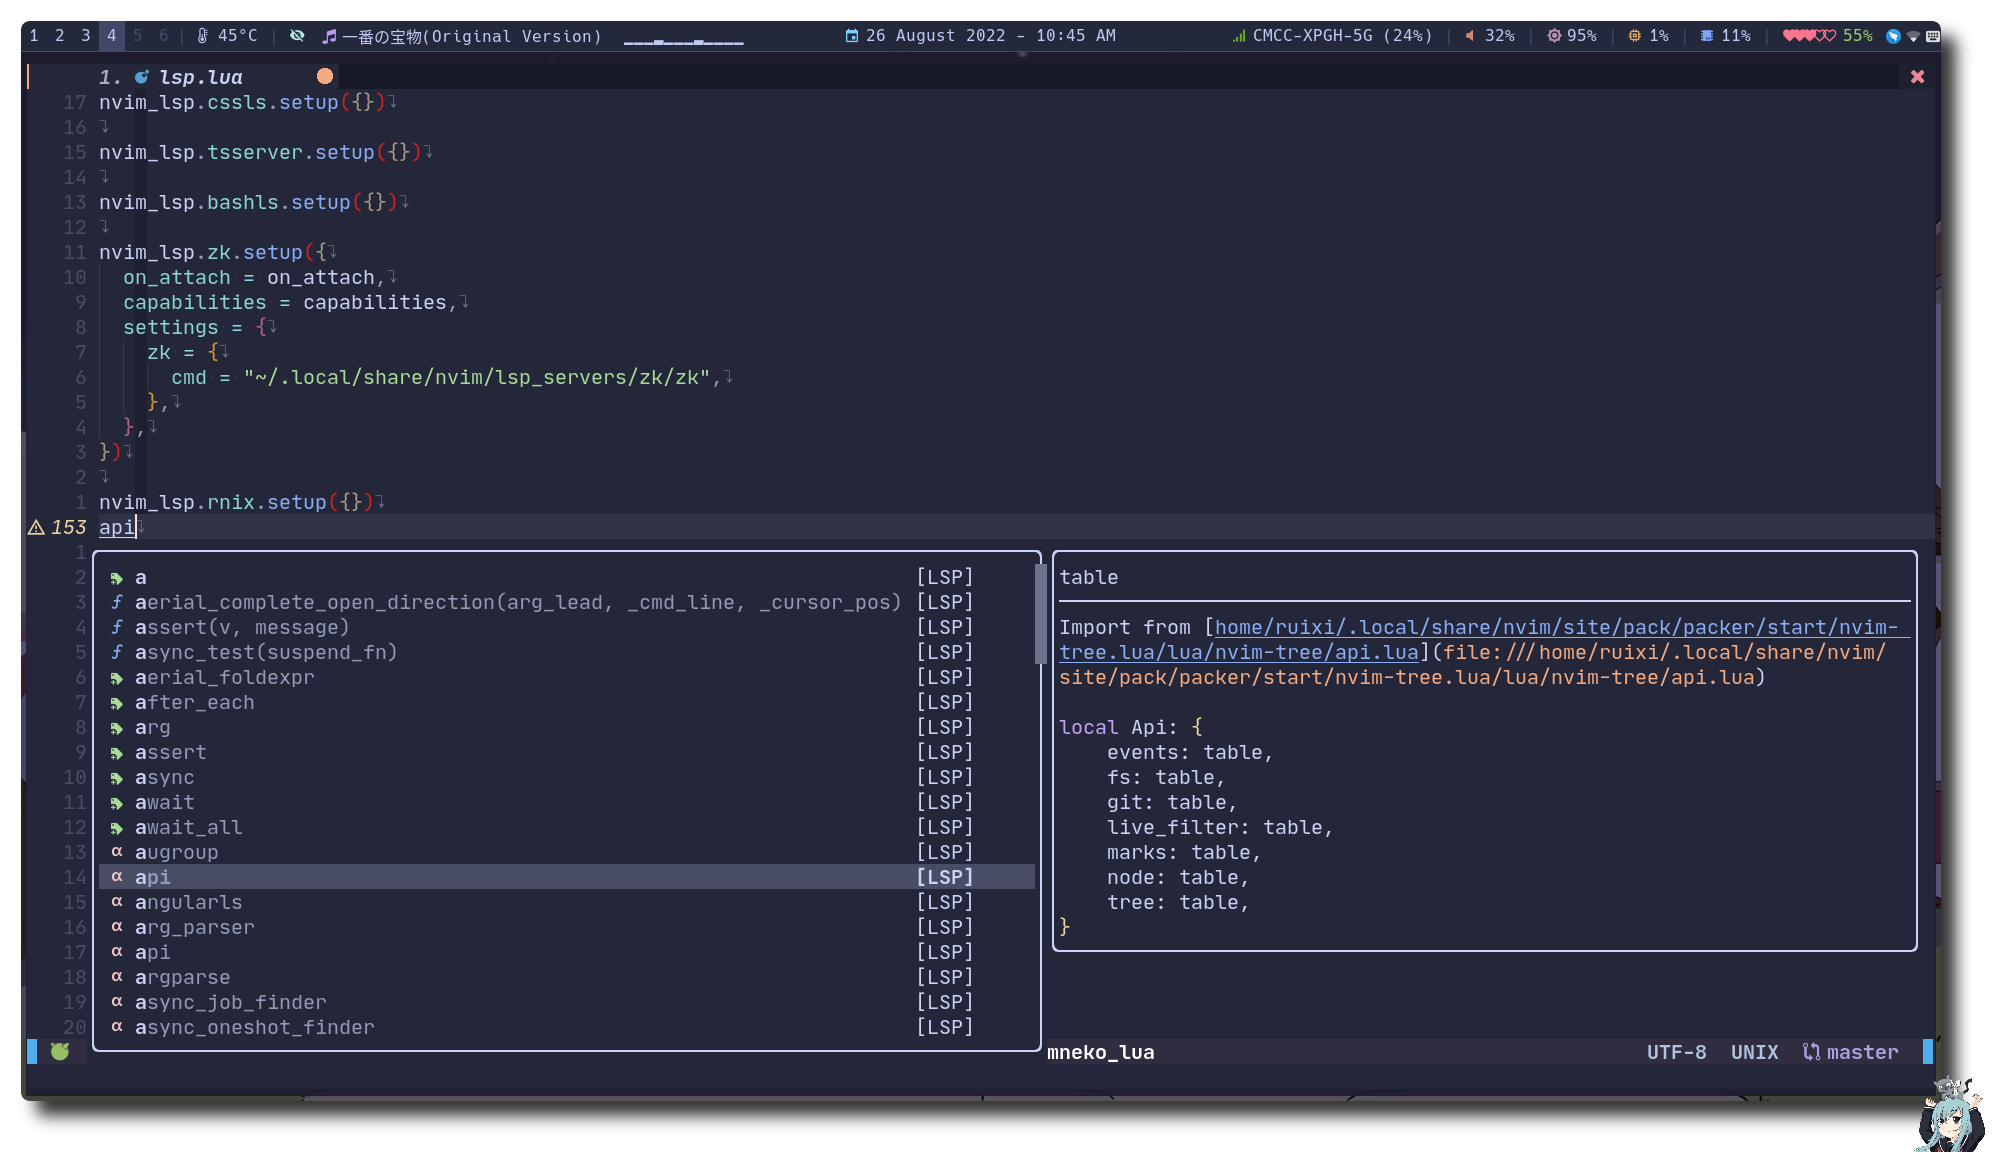 1 2 3 4 5 6 | 45°C | 一番の宝物(Original Version) 26 August 2022 - 10:45 AM CMCC-XPGH-5G (24%) | 32% | 95% | 1% | 11% | 55%
1. lsp.lua
17 nvim_lsp.cssls.setup({})
16
15 nvim_lsp.tsserver.setup({})
14
13 nvim_lsp.bashls.setup({})
12
11 nvim_lsp.zk.setup({
10 on_attach = on_attach,
9 capabilities = capabilities,
8 settings = {
7 zk = {
6 cmd = "~/.local/share/nvim/lsp_servers/zk/zk",
5 },
4 },
3 })
2
1 nvim_lsp.rnix.setup({})
153 api
1
2 a [LSP]
3 aerial_complete_open_direction(arg_lead, _cmd_line, _cursor_pos) [LSP]
4 assert(v, message) [LSP]
5 async_test(suspend_fn) [LSP]
6 aerial_foldexpr [LSP]
7 after_each [LSP]
8 arg [LSP]
9 assert [LSP]
10 async [LSP]
11 await [LSP]
12 await_all [LSP]
13 augroup [LSP]
14 api [LSP]
15 angularls [LSP]
16 arg_parser [LSP]
17 api [LSP]
18 argparse [LSP]
19 async_job_finder [LSP]
20 async_oneshot_finder [LSP]
table
Import from [home/ruixi/.local/share/nvim/site/pack/packer/start/nvim-
tree.lua/lua/nvim-tree/api.lua](file:///home/ruixi/.local/share/nvim/
site/pack/packer/start/nvim-tree.lua/lua/nvim-tree/api.lua)
local Api: {
events: table,
fs: table,
git: table,
live_filter: table,
marks: table,
node: table,
tree: table,
}
mneko_lua UTF-8 UNIX master